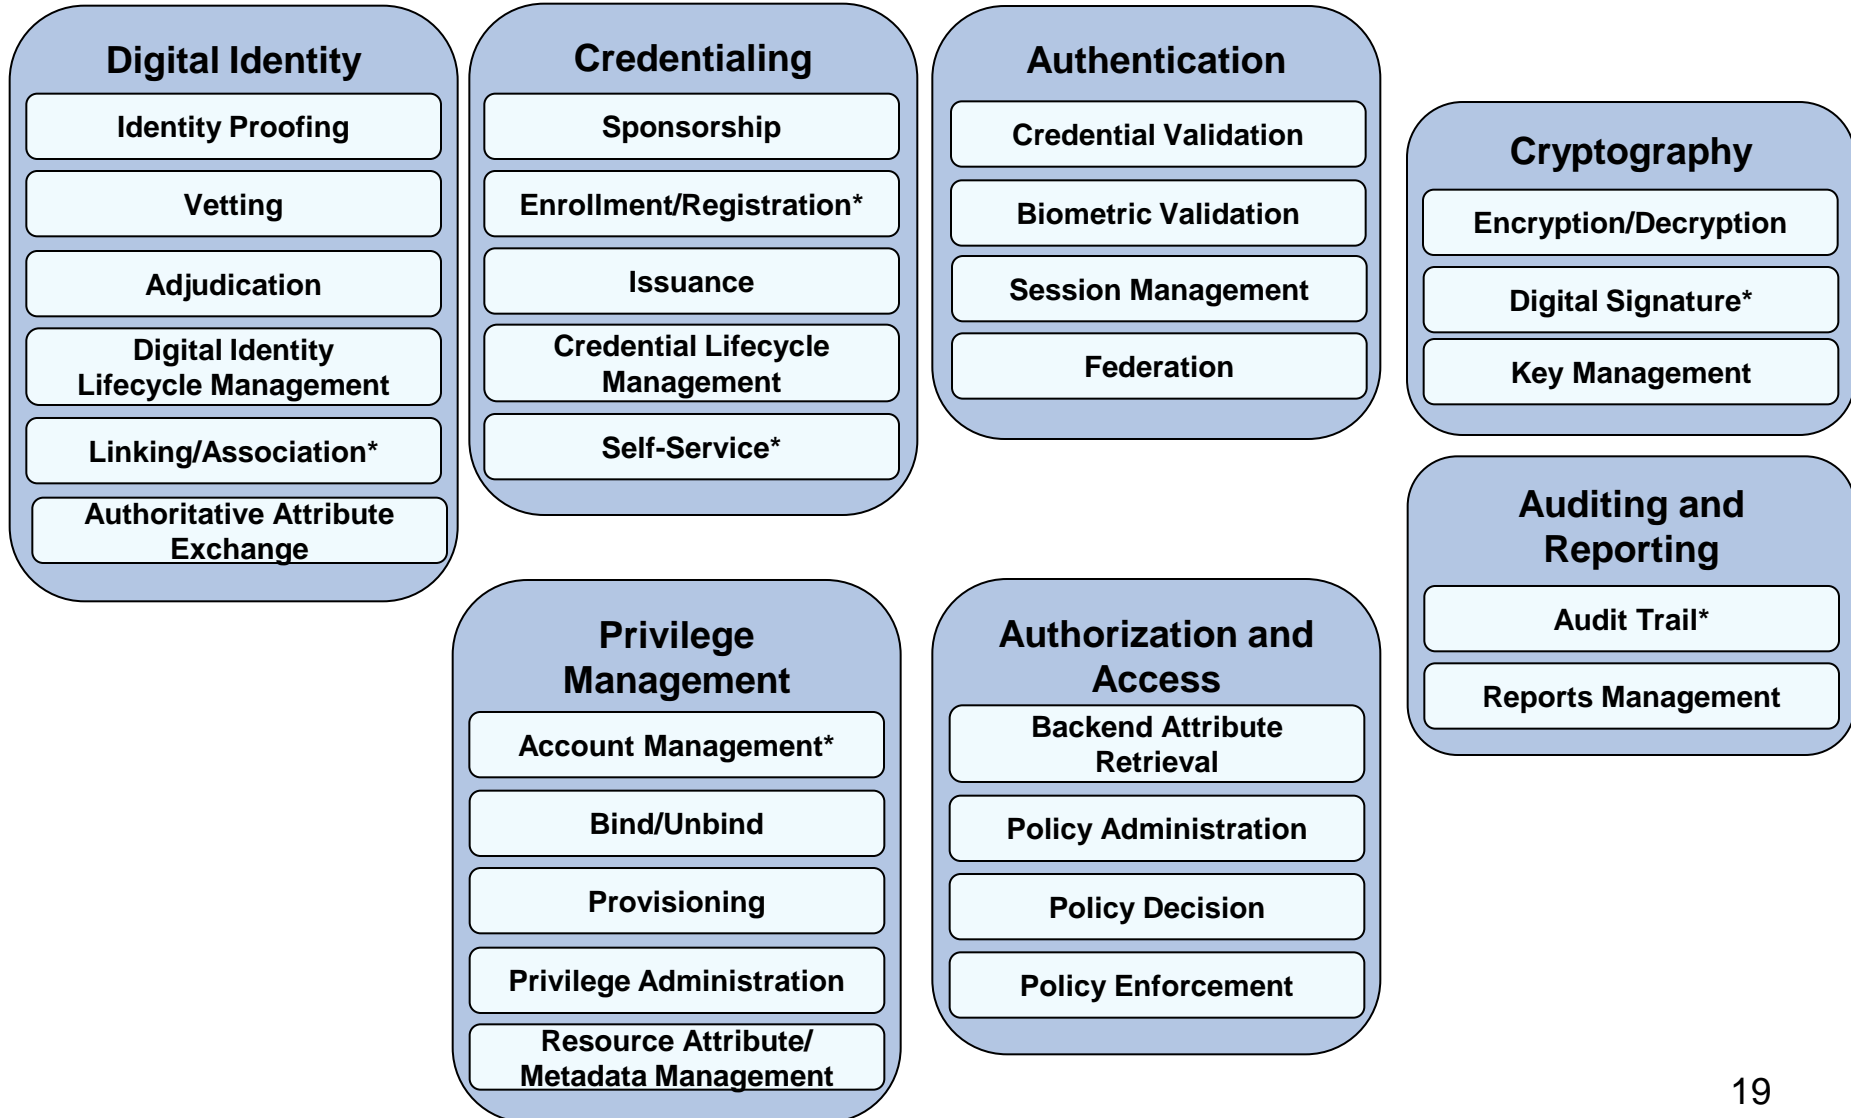 Digital Identity
Identity Proofing
Vetting
Adjudication
Digital Identity
Lifecycle Management
Linking/Association*
Authoritative Attribute
Exchange
Credentialing
Sponsorship
Enrollment/Registration*
Issuance
Credential Lifecycle
Management
Self-Service*
Authentication
Credential Validation
Biometric Validation
Session Management
Federation
Cryptography
Encryption/Decryption
Digital Signature*
Key Management
Auditing and
Reporting
Audit Trail*
Reports Management
Privilege
Management
Account Management*
Bind/Unbind
Provisioning
Privilege Administration
Resource Attribute/
Metadata Management
Authorization and
Access
Backend Attribute
Retrieval
Policy Administration
Policy Decision
Policy Enforcement
19